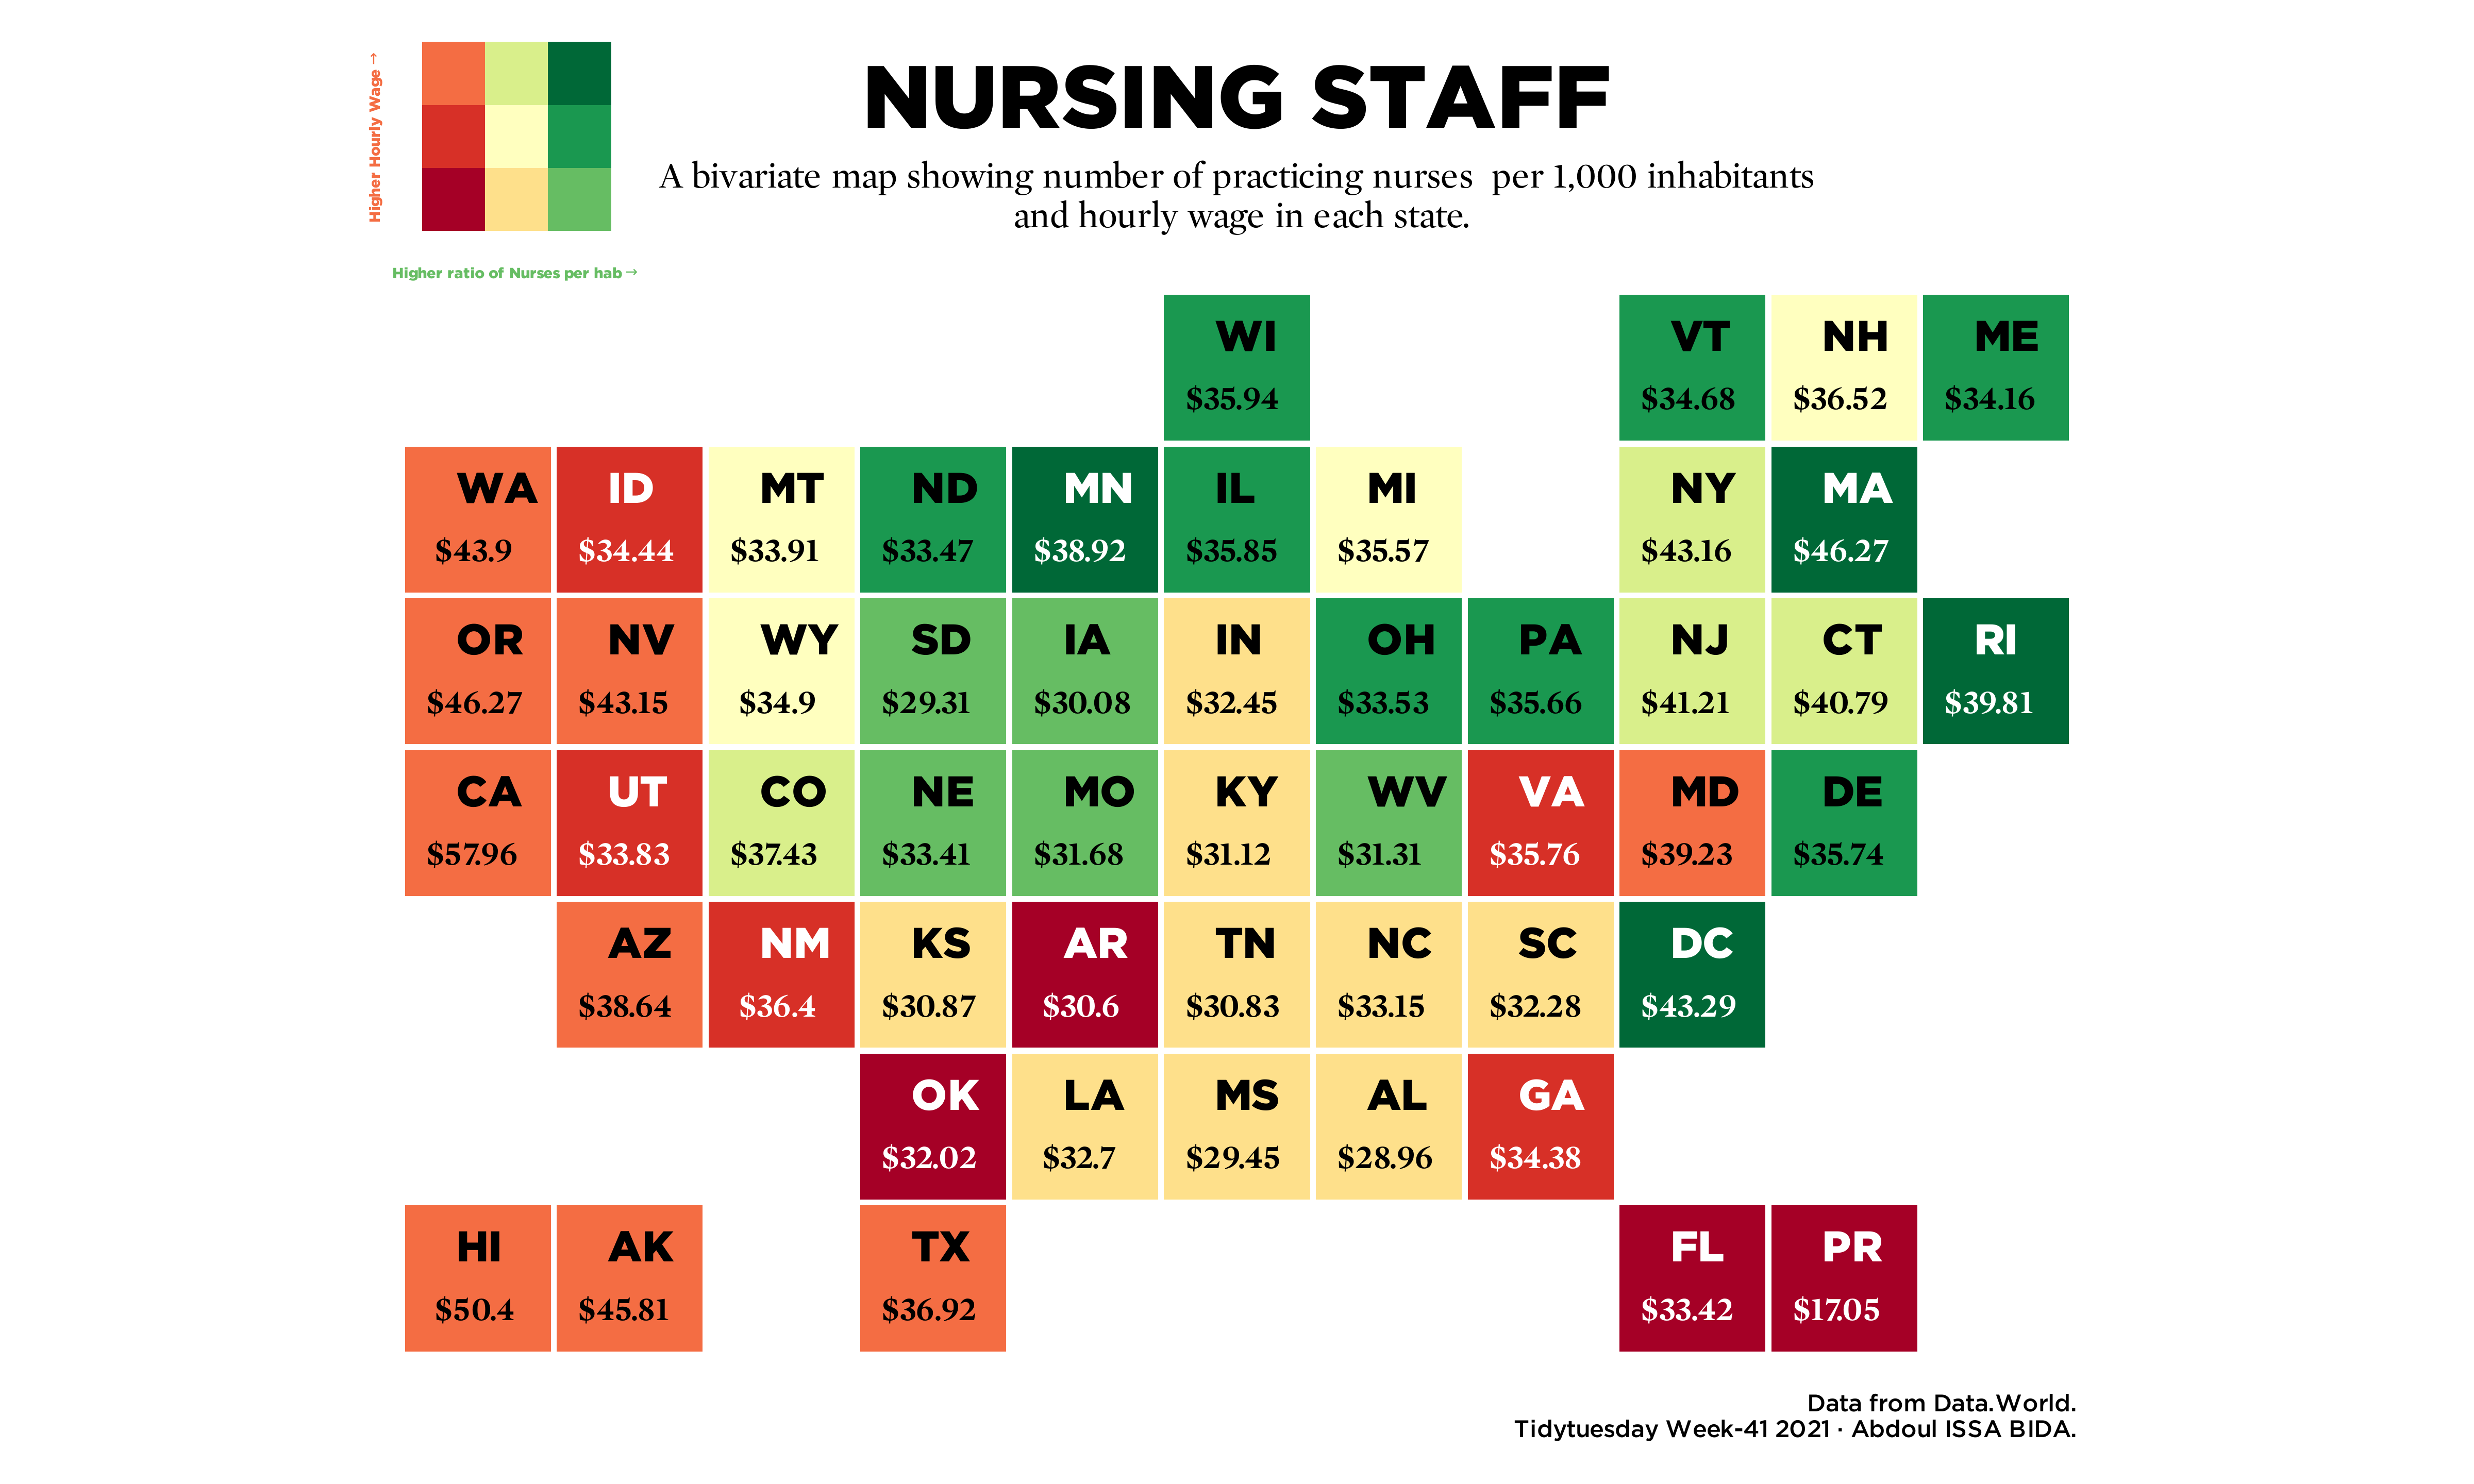 NURSING STAFF
A bivariate map showing number of practicing nurses per 1,000 inhabitants
and hourly wage in each state.
Higher Hourly Wage →
Higher ratio of Nurses per hab →
WI
$35.94
VT
$34.68
NH
$36.52
ME
$34.16
WA
$43.9
ID
$34.44
MT
$33.91
ND
$33.47
MN
$38.92
IL
$35.85
MI
$35.57
NY
$43.16
MA
$46.27
OR
$46.27
NV
$43.15
WY
$34.9
SD
$29.31
IA
$30.08
IN
$32.45
OH
$33.53
PA
$35.66
NJ
$41.21
CT
$40.79
RI
$39.81
CA
$57.96
UT
$33.83
CO
$37.43
NE
$33.41
MO
$31.68
KY
$31.12
WV
$31.31
VA
$35.76
MD
$39.23
DE
$35.74
AZ
$38.64
NM
$36.4
KS
$30.87
AR
$30.6
TN
$30.83
NC
$33.15
SC
$32.28
DC
$43.29
OK
$32.02
LA
$32.7
MS
$29.45
AL
$28.96
GA
$34.38
HI
$50.4
AK
$45.81
TX
$36.92
FL
$33.42
PR
$17.05
Data from Data.World.
Tidytuesday Week-41 2021 · Abdoul ISSA BIDA.